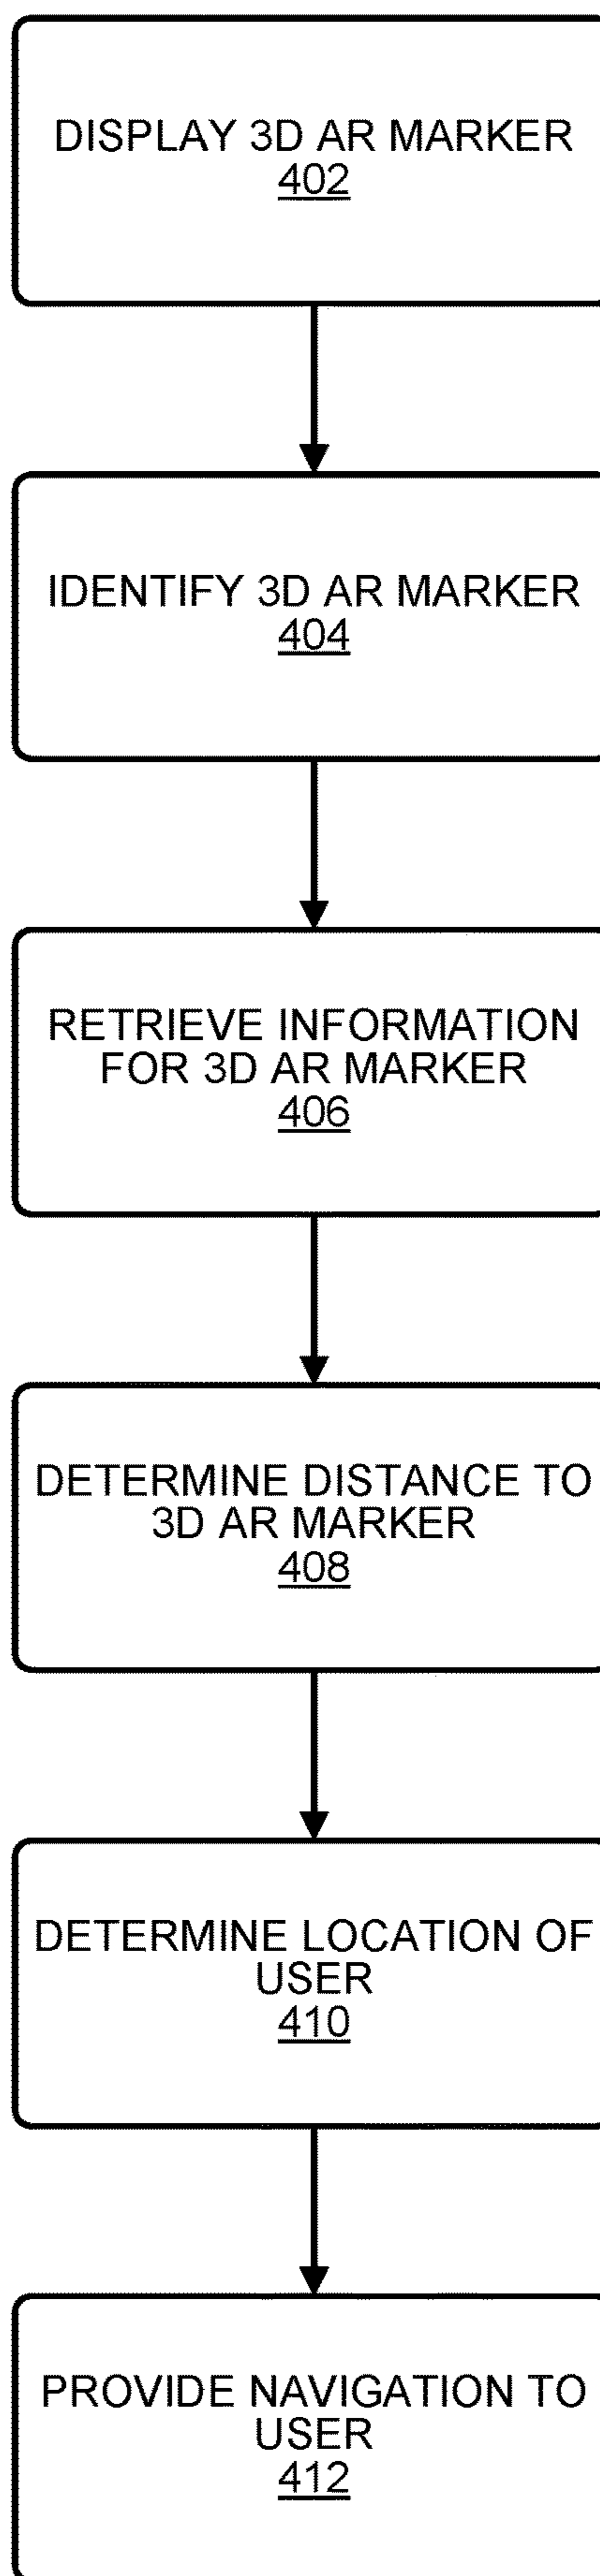 DISPLAY 3D AR MARKER
402
IDENTIFY 3D AR MARKER
404
RETRIEVE INFORMATION
FOR 3D AR MARKER
406
DETERMINE DISTANCE TO
3D AR MARKER
408
DETERMINE LOCATION OF
USER
410
PROVIDE NAVIGATION TO
USER
412